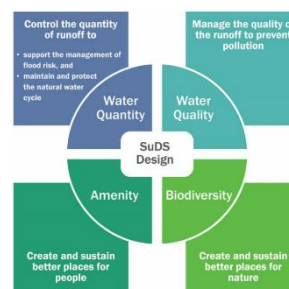 Control the quantity
of runoff to
• support the management of
flood risk, and
• maintain and protect
the natural water
cycle
Manage the quality of
the runoff to prevent
pollution
Water
Quantity
Water
Quality
SuDS
Design
Amenity
Biodiversity
Create and sustain
better places for
people
Create and sustain
better places for
nature